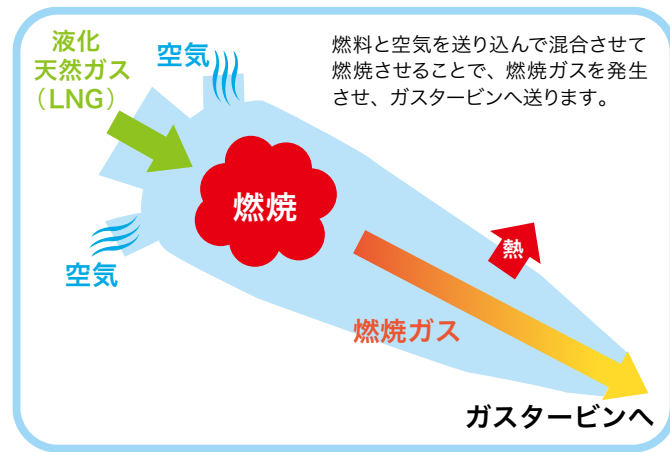 液化
天然ガス
（LNG）
空気
燃料と空気を送り込んで混合させて
燃焼させることで、燃焼ガスを発生
させ、ガスタービンへ送ります。
燃焼
空気
熱
燃焼ガス
ガスタービンへ